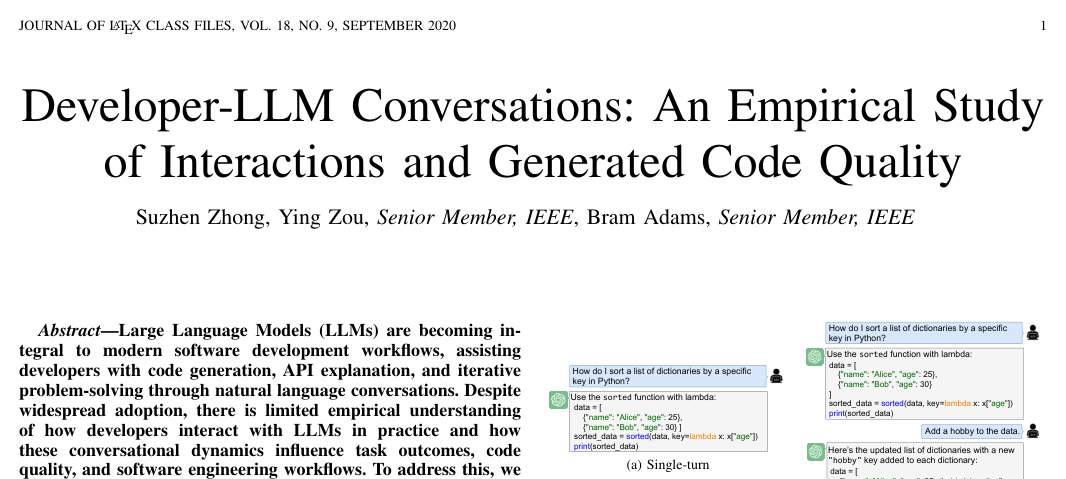 JOURNAL OF LATEX CLASS FILES, VOL. 18, NO. 9, SEPTEMBER 2020
1
Developer-LLM Conversations: An Empirical Study
of Interactions and Generated Code Quality
Suzhen Zhong, Ying Zou, Senior Member, IEEE, Bram Adams, Senior Member, IEEE
Abstract—Large Language Models (LLMs) are becoming in-
tegral to modern software development workflows, assisting
developers with code generation, API explanation, and iterative
problem-solving through natural language conversations. Despite
widespread adoption, there is limited empirical understanding
of how developers interact with LLMs in practice and how
these conversational dynamics influence task outcomes, code
quality, and software engineering workflows. To address this, we
How do I sort a list of dictionaries by a specific
key in Python?
Use the sorted function with lambda:
data = [
{"name": "Alice", "age": 25},
{"name": "Bob", "age": 30} ]
sorted_data = sorted(data, key=lambda x: x["age"])
print(sorted_data)
(a) Single-turn
How do I sort a list of dictionaries by a specific
key in Python?
Use the sorted function with lambda:
data = [
{"name": "Alice", "age": 25},
{"name": "Bob", "age": 30}
]
sorted_data = sorted(data, key=lambda x: x["age"])
print(sorted_data)
Add a hobby to the data.
Here's the updated list of dictionaries with a new
"hobby" key added to each dictionary:
data = [